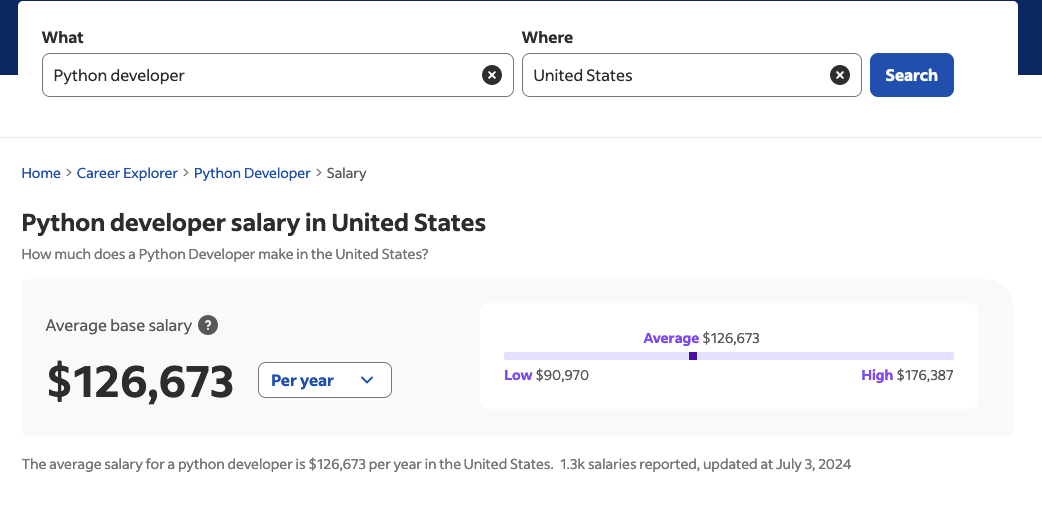 What
Where
Python developer
United States
Search
Home > Career Explorer > Python Developer > Salary
Python developer salary in United States
How much does a Python Developer make in the United States?
Average base salary ?
$126,673
Per year
Average $126,673
Low $90,970
High $176,387
The average salary for a python developer is $126,673 per year in the United States. 1.3k salaries reported, updated at July 3, 2024